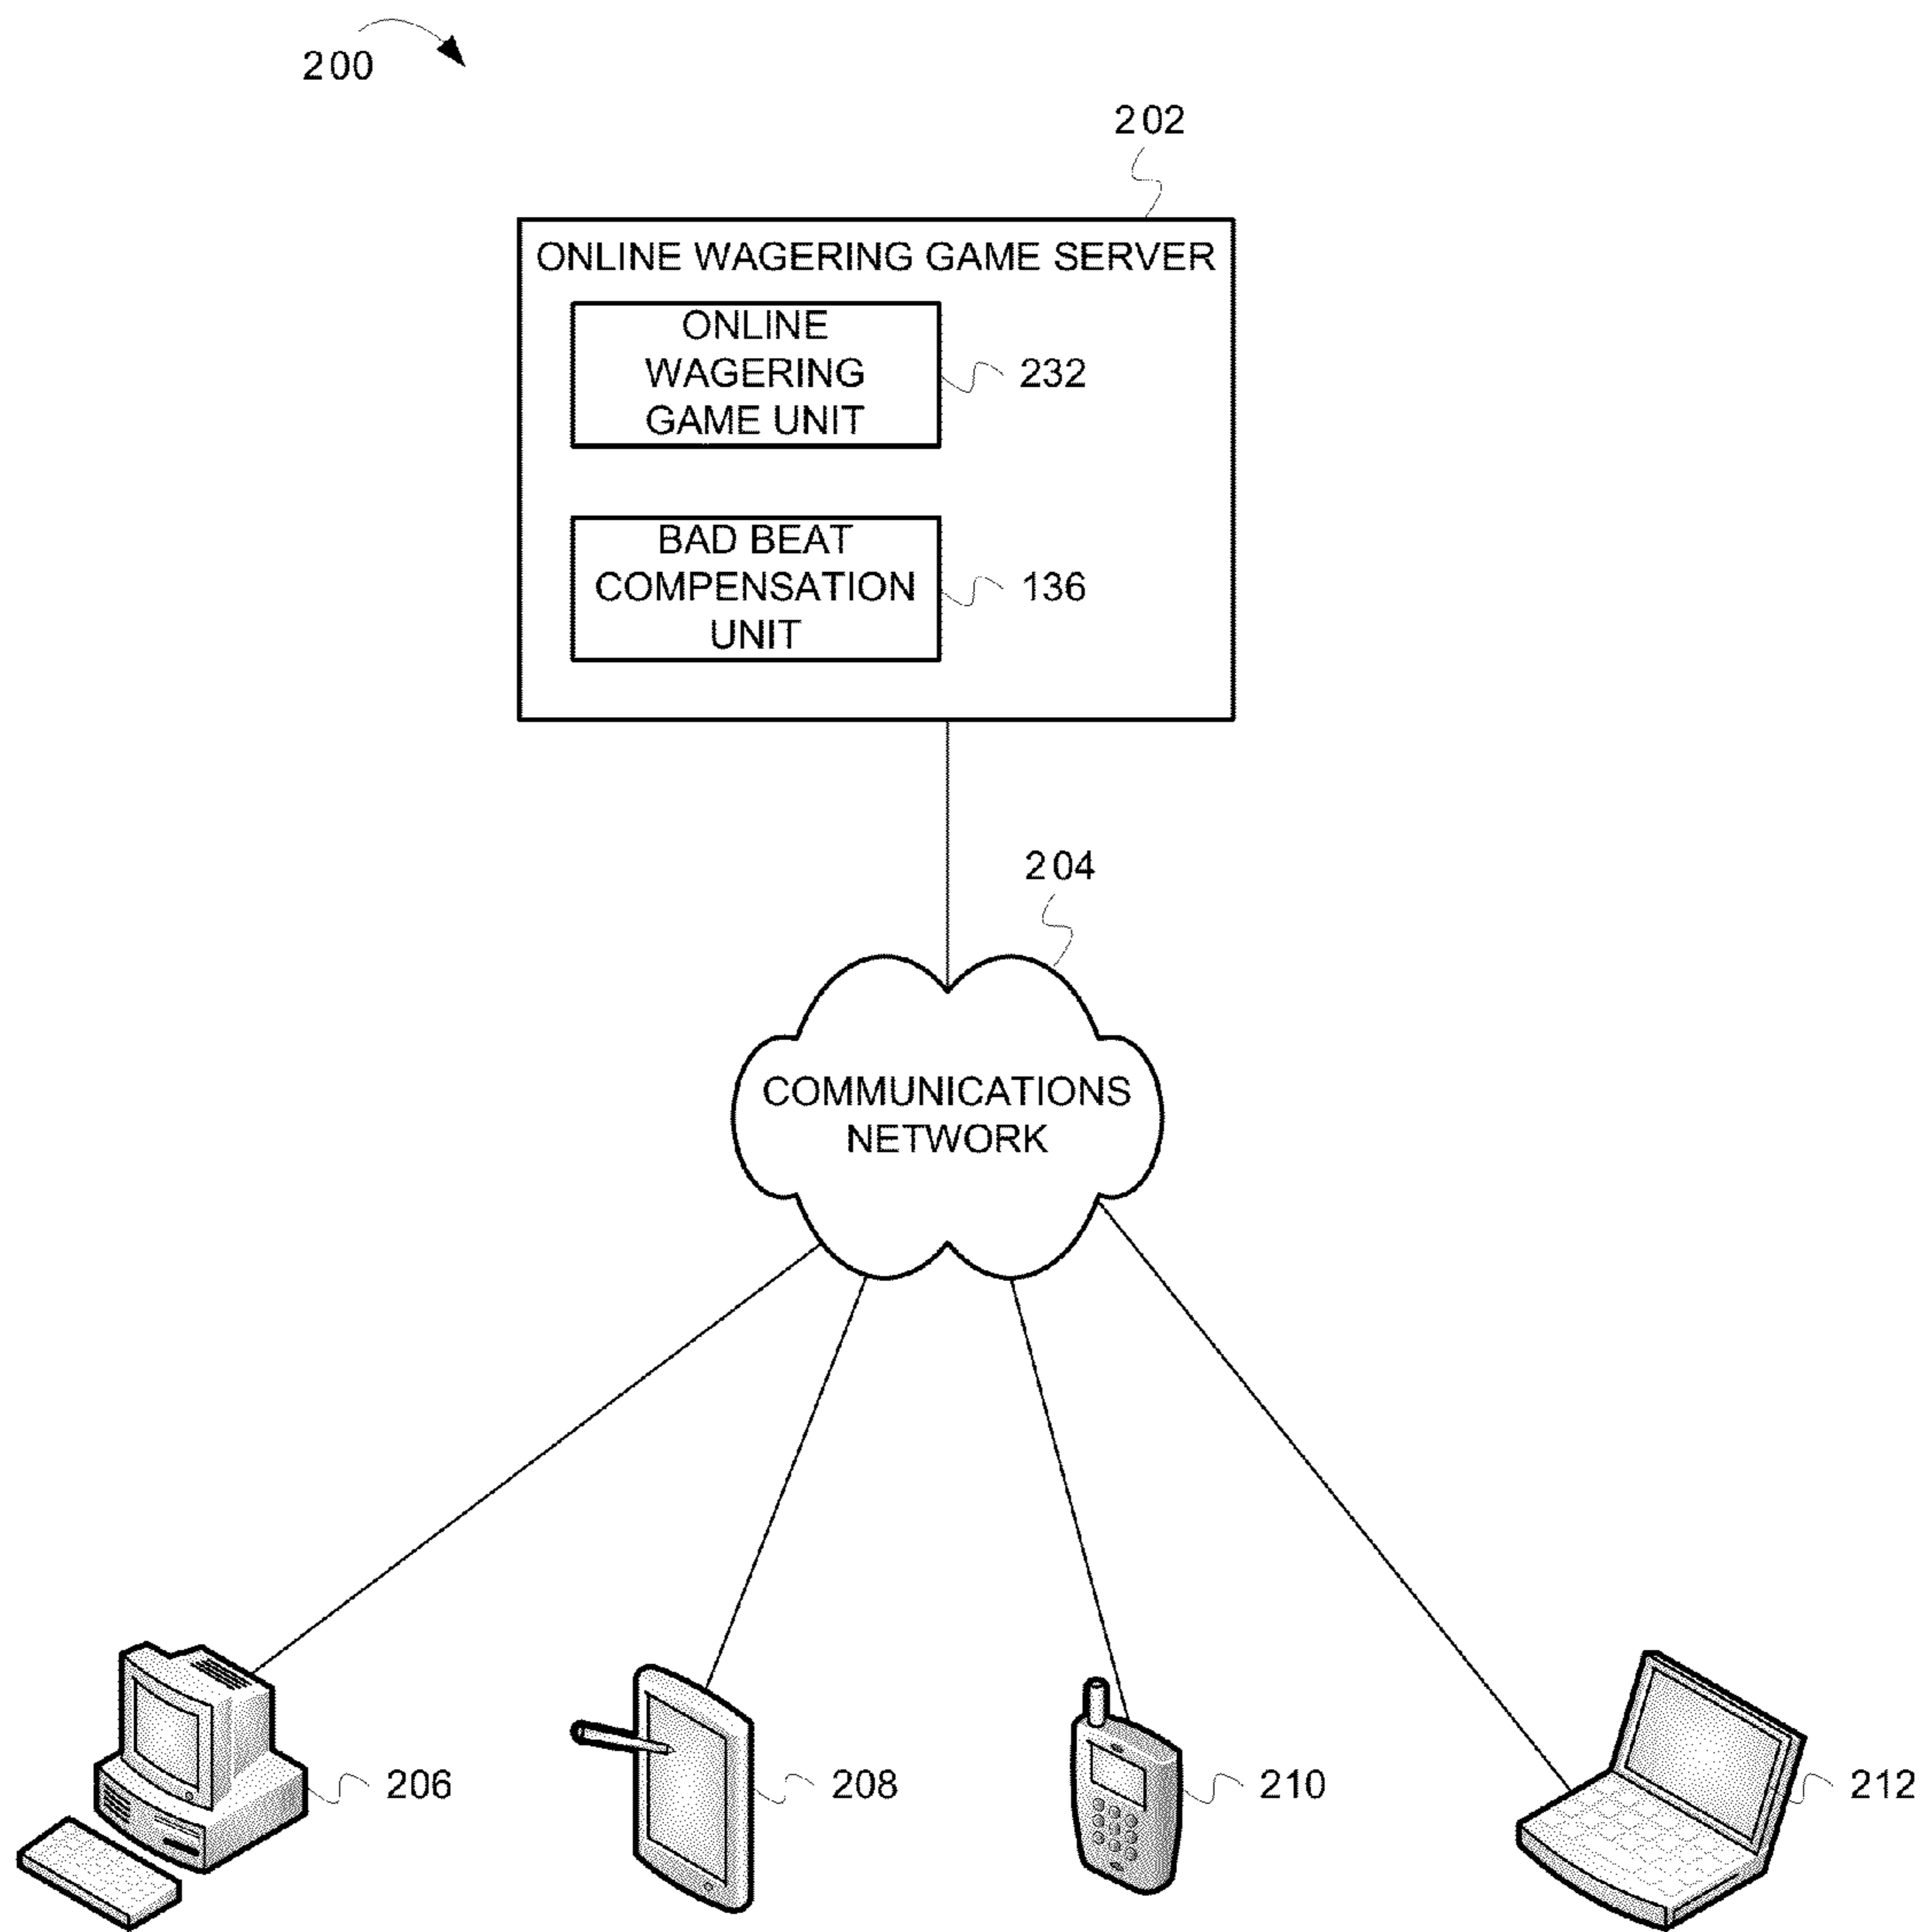 200
202
ONLINE WAGERING GAME SERVER
ONLINE
WAGERING
GAME UNIT
232
BAD BEAT
COMPENSATION
UNIT
136
204
COMMUNICATIONS
NETWORK
206
208
210
212